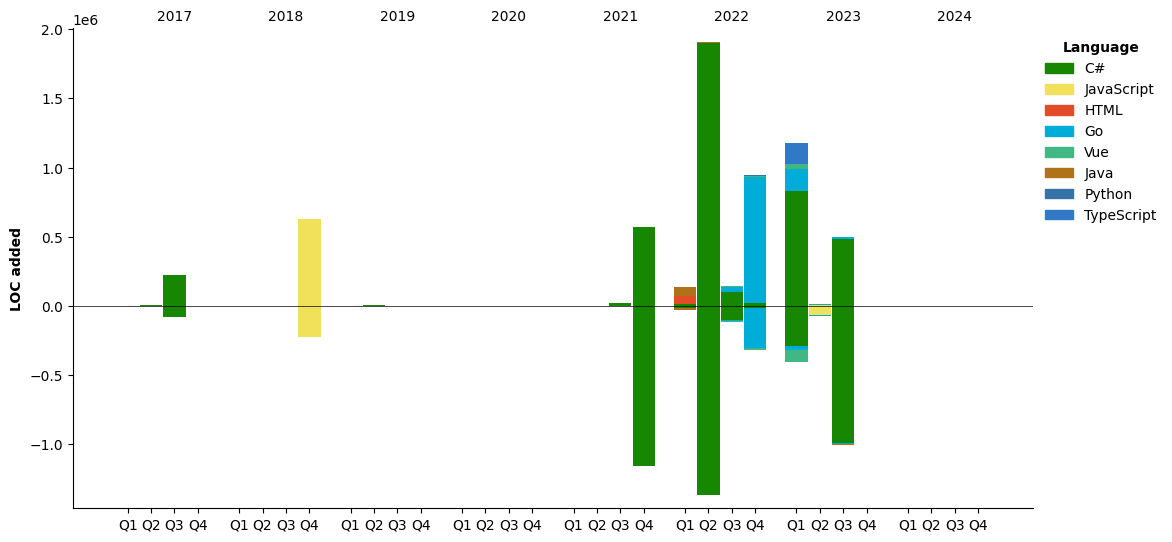 2017 2018 2019 2020 2021 2022 2023 2024
1e6
2.0
1.5
1.0
0.5
0.0
−0.5
−1.0
LOC added
Language
C#
JavaScript
HTML
Go
Vue
Java
Python
TypeScript
Q1 Q2 Q3 Q4 Q1 Q2 Q3 Q4 Q1 Q2 Q3 Q4 Q1 Q2 Q3 Q4 Q1 Q2 Q3 Q4 Q1 Q2 Q3 Q4 Q1 Q2 Q3 Q4 Q1 Q2 Q3 Q4